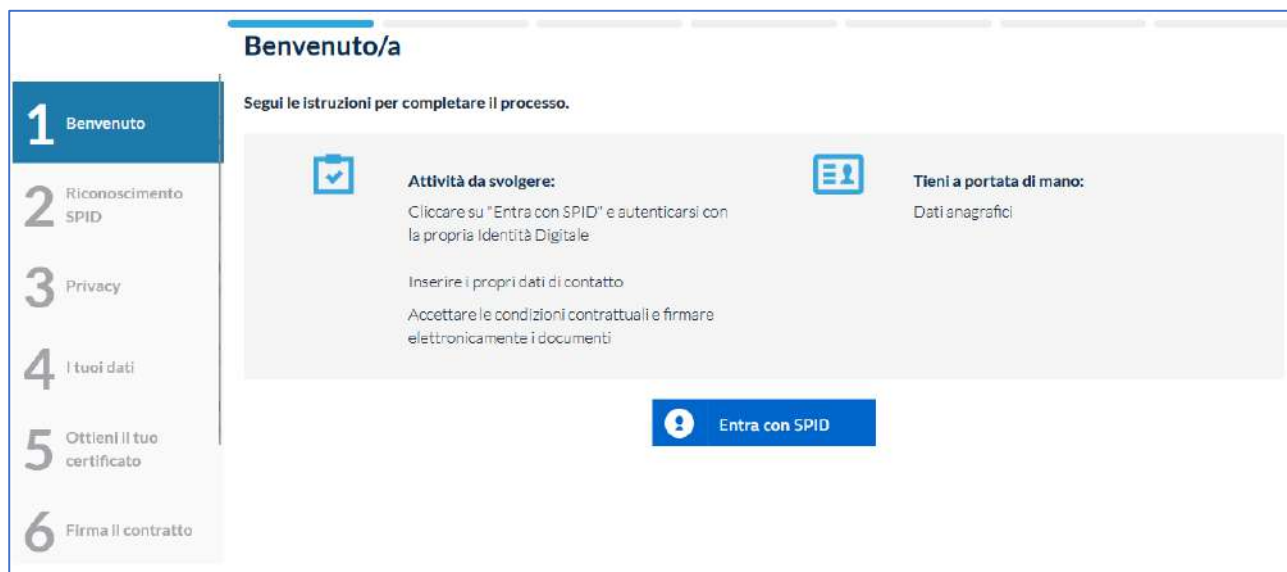 Benvenuto/a
1 Benvenuto
2 Riconoscimento
SPID
3 Privacy
4 I tuoi dati
5 Ottieni il tuo
certificato
6 Firma il contratto
Segui le istruzioni per completare il processo.
Attività da svolgere:
Cliccare su "Entra con SPID" e autenticarsi con
la propria Identità Digitale
Inserire i propri dati di contatto
Accettare le condizioni contrattuali e firmare
elettronicamente i documenti
Tieni a portata di mano:
Dati anagrafici
Entra con SPID